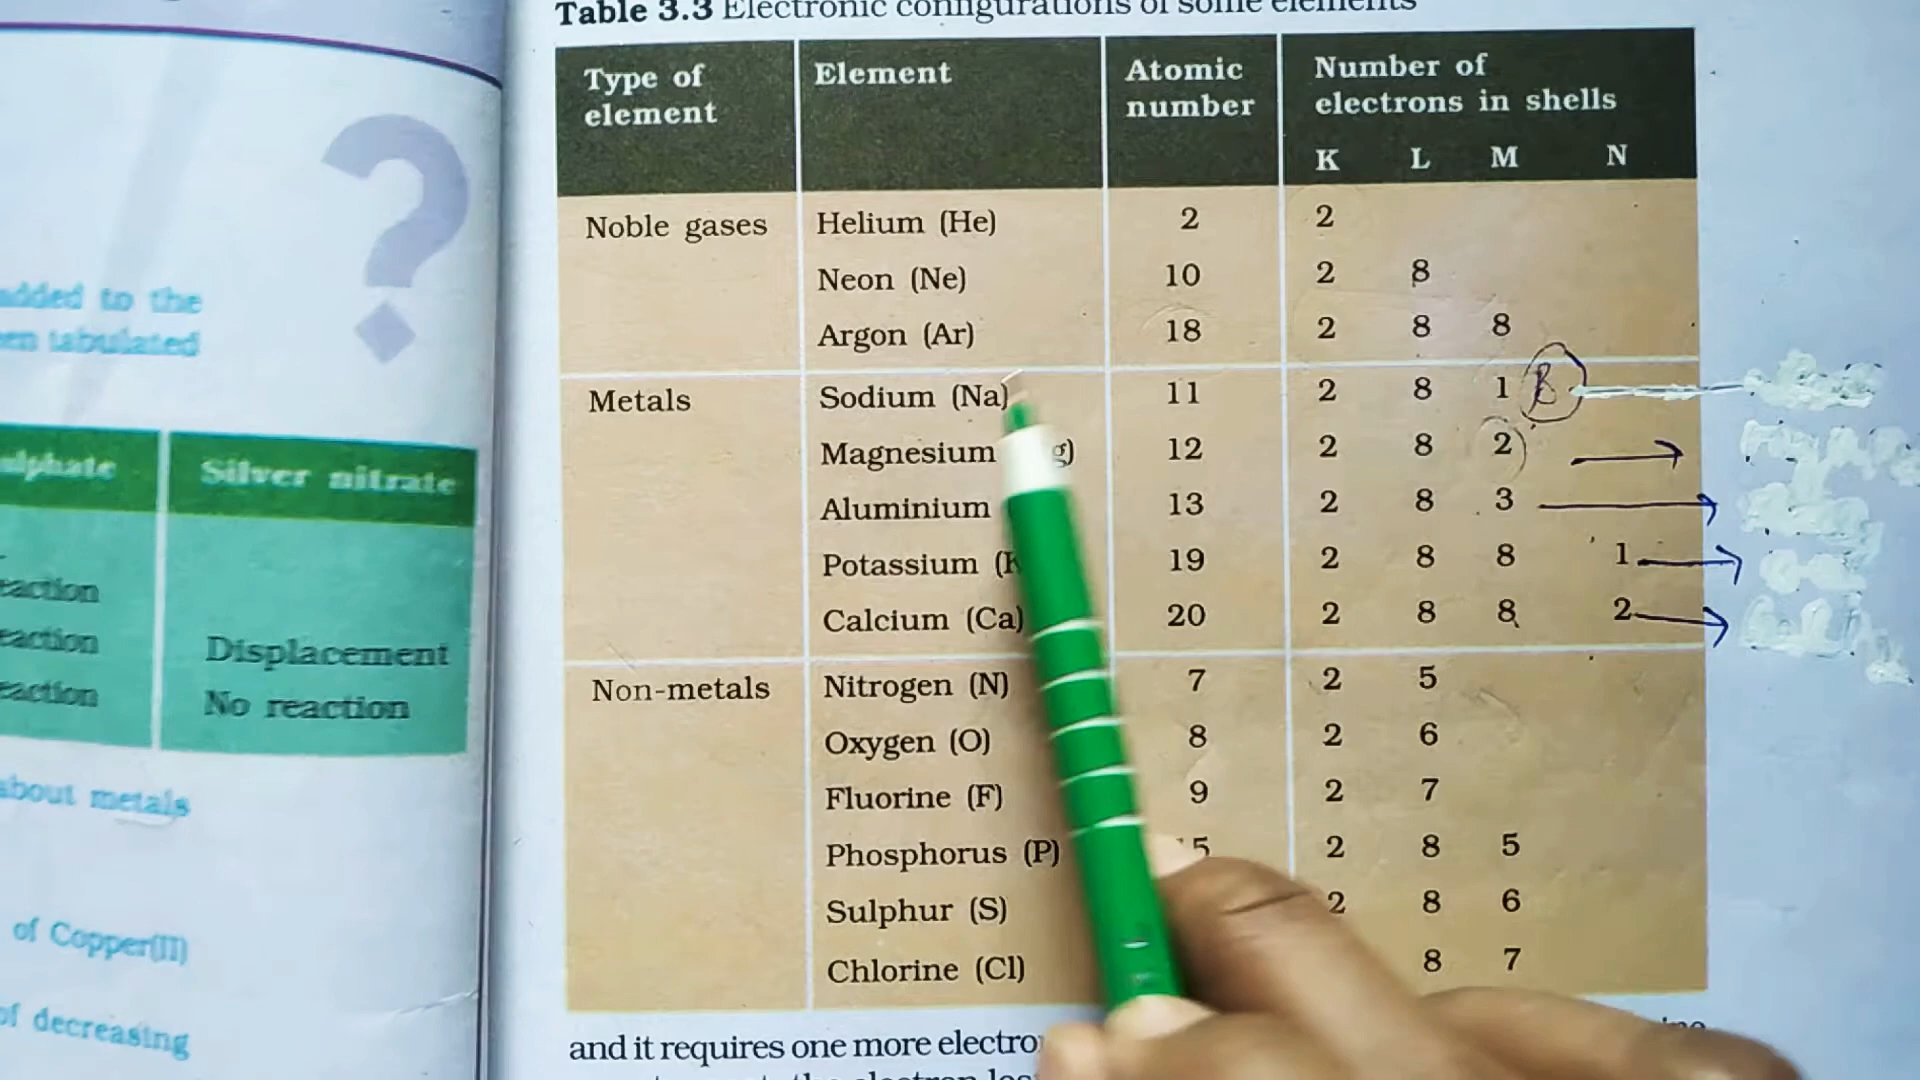 added to the
en tabulated
ulphate Silver nitrate
eaction
eaction Displacement
eaction No reaction
about metals
of Copper(II)
of decreasing
Table 3.3 Electronic configurations of some elements
Type of element Element Atomic number Number of electrons in shells
K L M N
Noble gases Helium (He) 2 2
Neon (Ne) 10 2 8
Argon (Ar) 18 2 8 8
Metals Sodium (Na) 11 2 8 1
Magnesium g) 12 2 8 2
Aluminium 13 2 8 3
Potassium (K 19 2 8 8 1
Calcium (Ca) 20 2 8 8 2
Non-metals Nitrogen (N) 7 2 5
Oxygen (O) 8 2 6
Fluorine (F) 9 2 7
Phosphorus (P) 5 2 8 5
Sulphur (S) 2 8 6
Chlorine (Cl) 8 7
and it requires one more electro